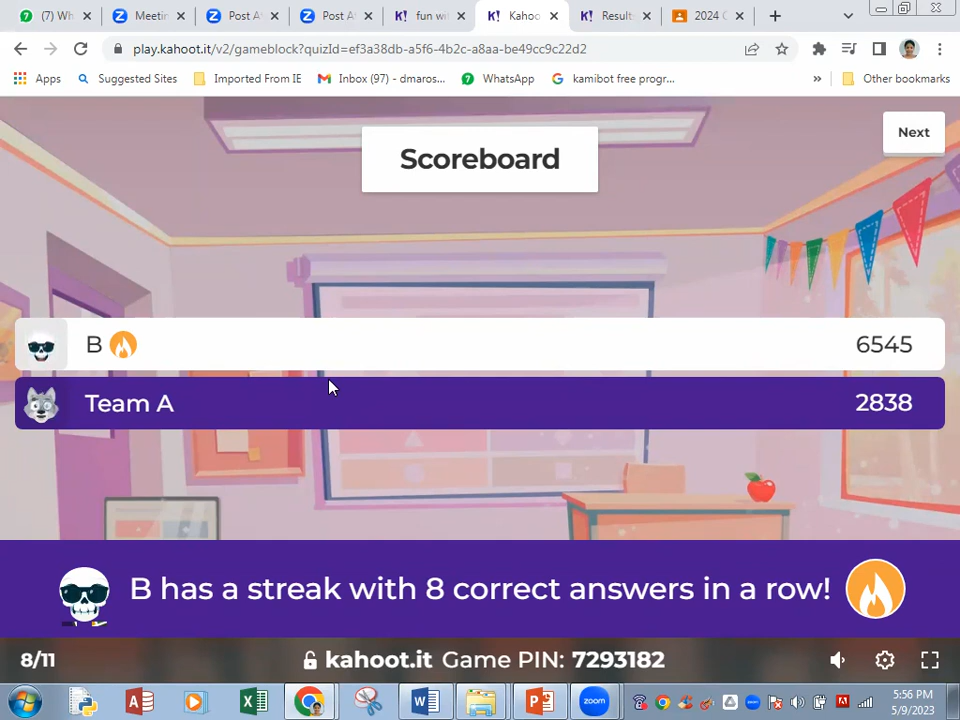 (7) Wh
Meetin
Post A
Post A
K! fun wi
K! Kahoo
K! Results
2024 C
play.kahoot.it/v2/gameblock?quizId=ef3a38db-a5f6-4b2c-a8aa-be49cc9c22d2
Apps
Suggested Sites
Imported From IE
Inbox (97) - dmaros...
WhatsApp
kamibot free progr...
»
Other bookmarks
Scoreboard
Next
B 6545
Team A 2838
B has a streak with 8 correct answers in a row!
8/11
kahoot.it Game PIN: 7293182
zoom
5:56 PM
5/9/2023